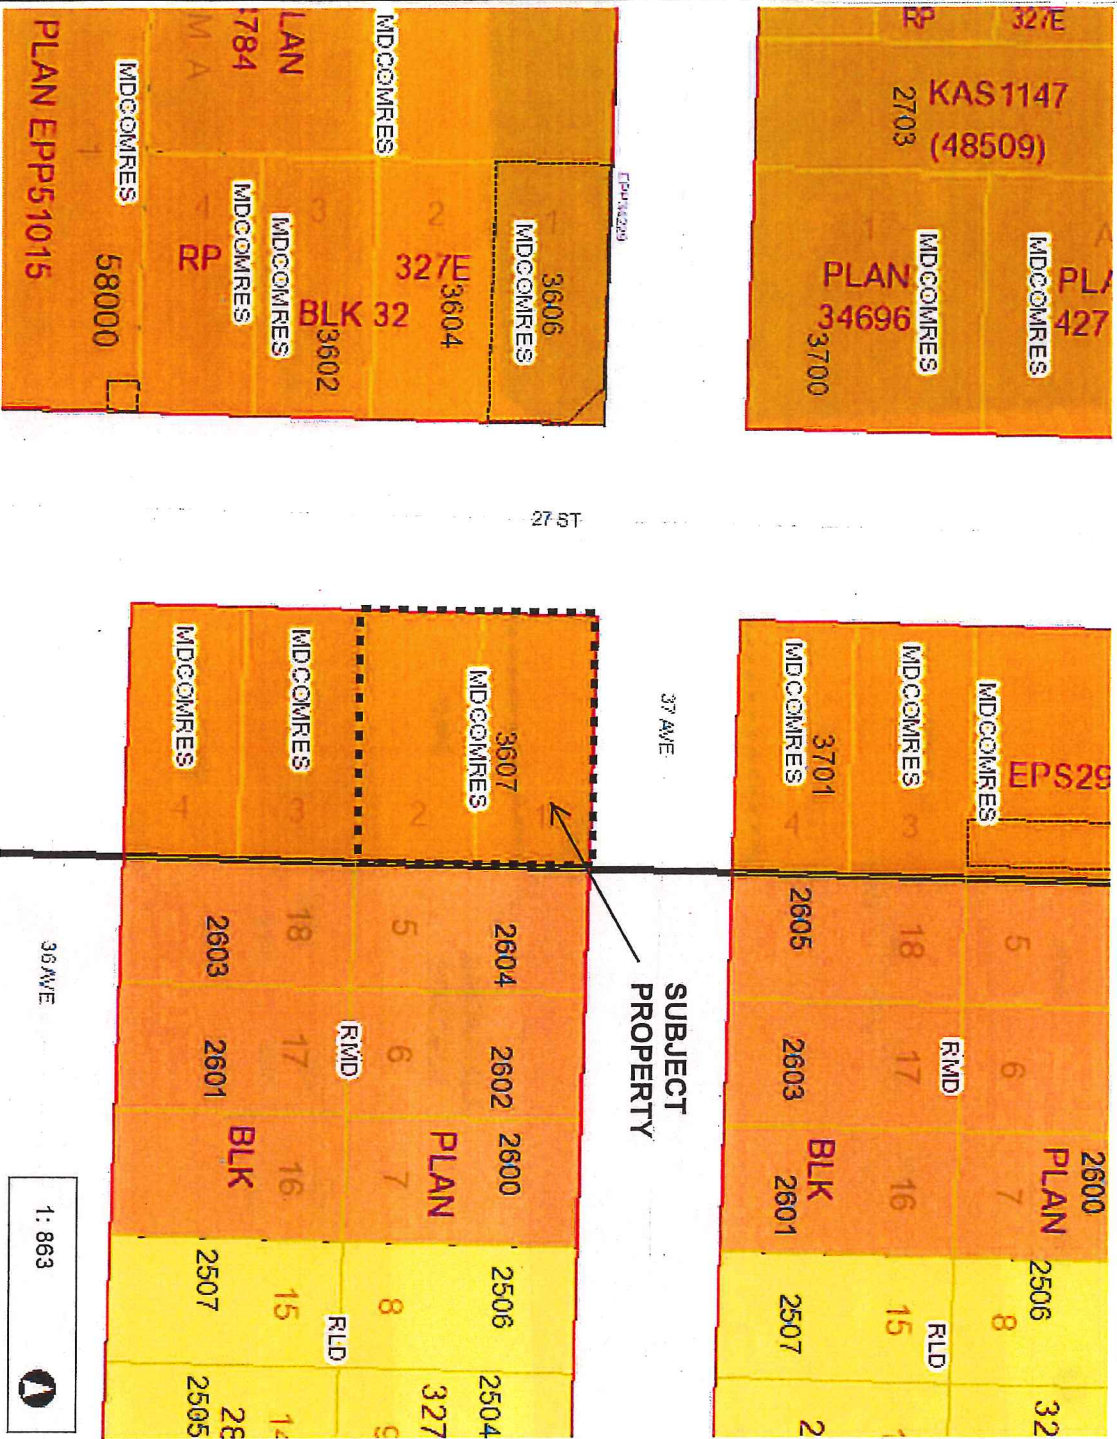 RP
327E
KAS1147
(48509)
2703
1
PLAN
34696
3700
MDCOMRES
MDCOMRES
A
PLAN EPP51015
MDCOMRES
1
58000
M A
LAN
MDCOMRES
4
RP
MDCOMRES
MDCOMRES
3
BLK 32
3602
2
327E
3604
1
3606
MDCOMRES
EPP34229
27 ST
37 AVE
36 AVE
MDCOMRES
4
MDCOMRES
3
2
3607
MDCOMRES
1
SUBJECT
PROPERTY
MDCOMRES
3701
4
MDCOMRES
3
MDCOMRES
EPS29
2604
5
18
2603
2602
6
RMD
17
2601
2600
PLAN
7
16
BLK
2506
8
RLD
15
2507
2504
327
2505
5
18
2605
6
RMD
17
2603
2600
PLAN
7
16
BLK
2601
2506
8
RLD
15
2507
32
1: 863